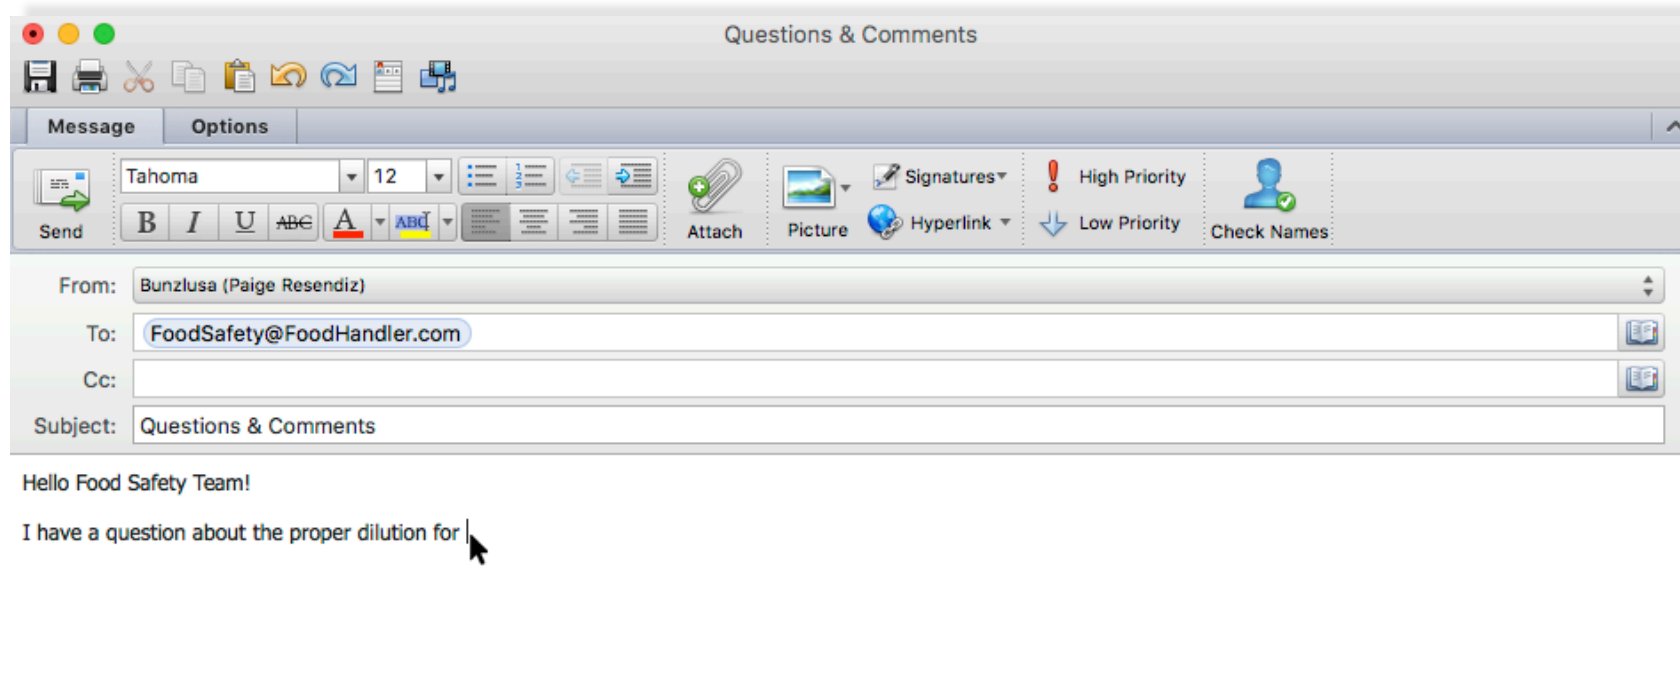 Questions & Comments
Message Options
Tahoma 12
Signatures High Priority
B I U ABC A ABC Hyperlink Low Priority
Send Attach Picture Check Names
From: Bunzlusa (Paige Resendiz)
To: FoodSafety@FoodHandler.com
Cc:
Subject: Questions & Comments
Hello Food Safety Team!
I have a question about the proper dilution for